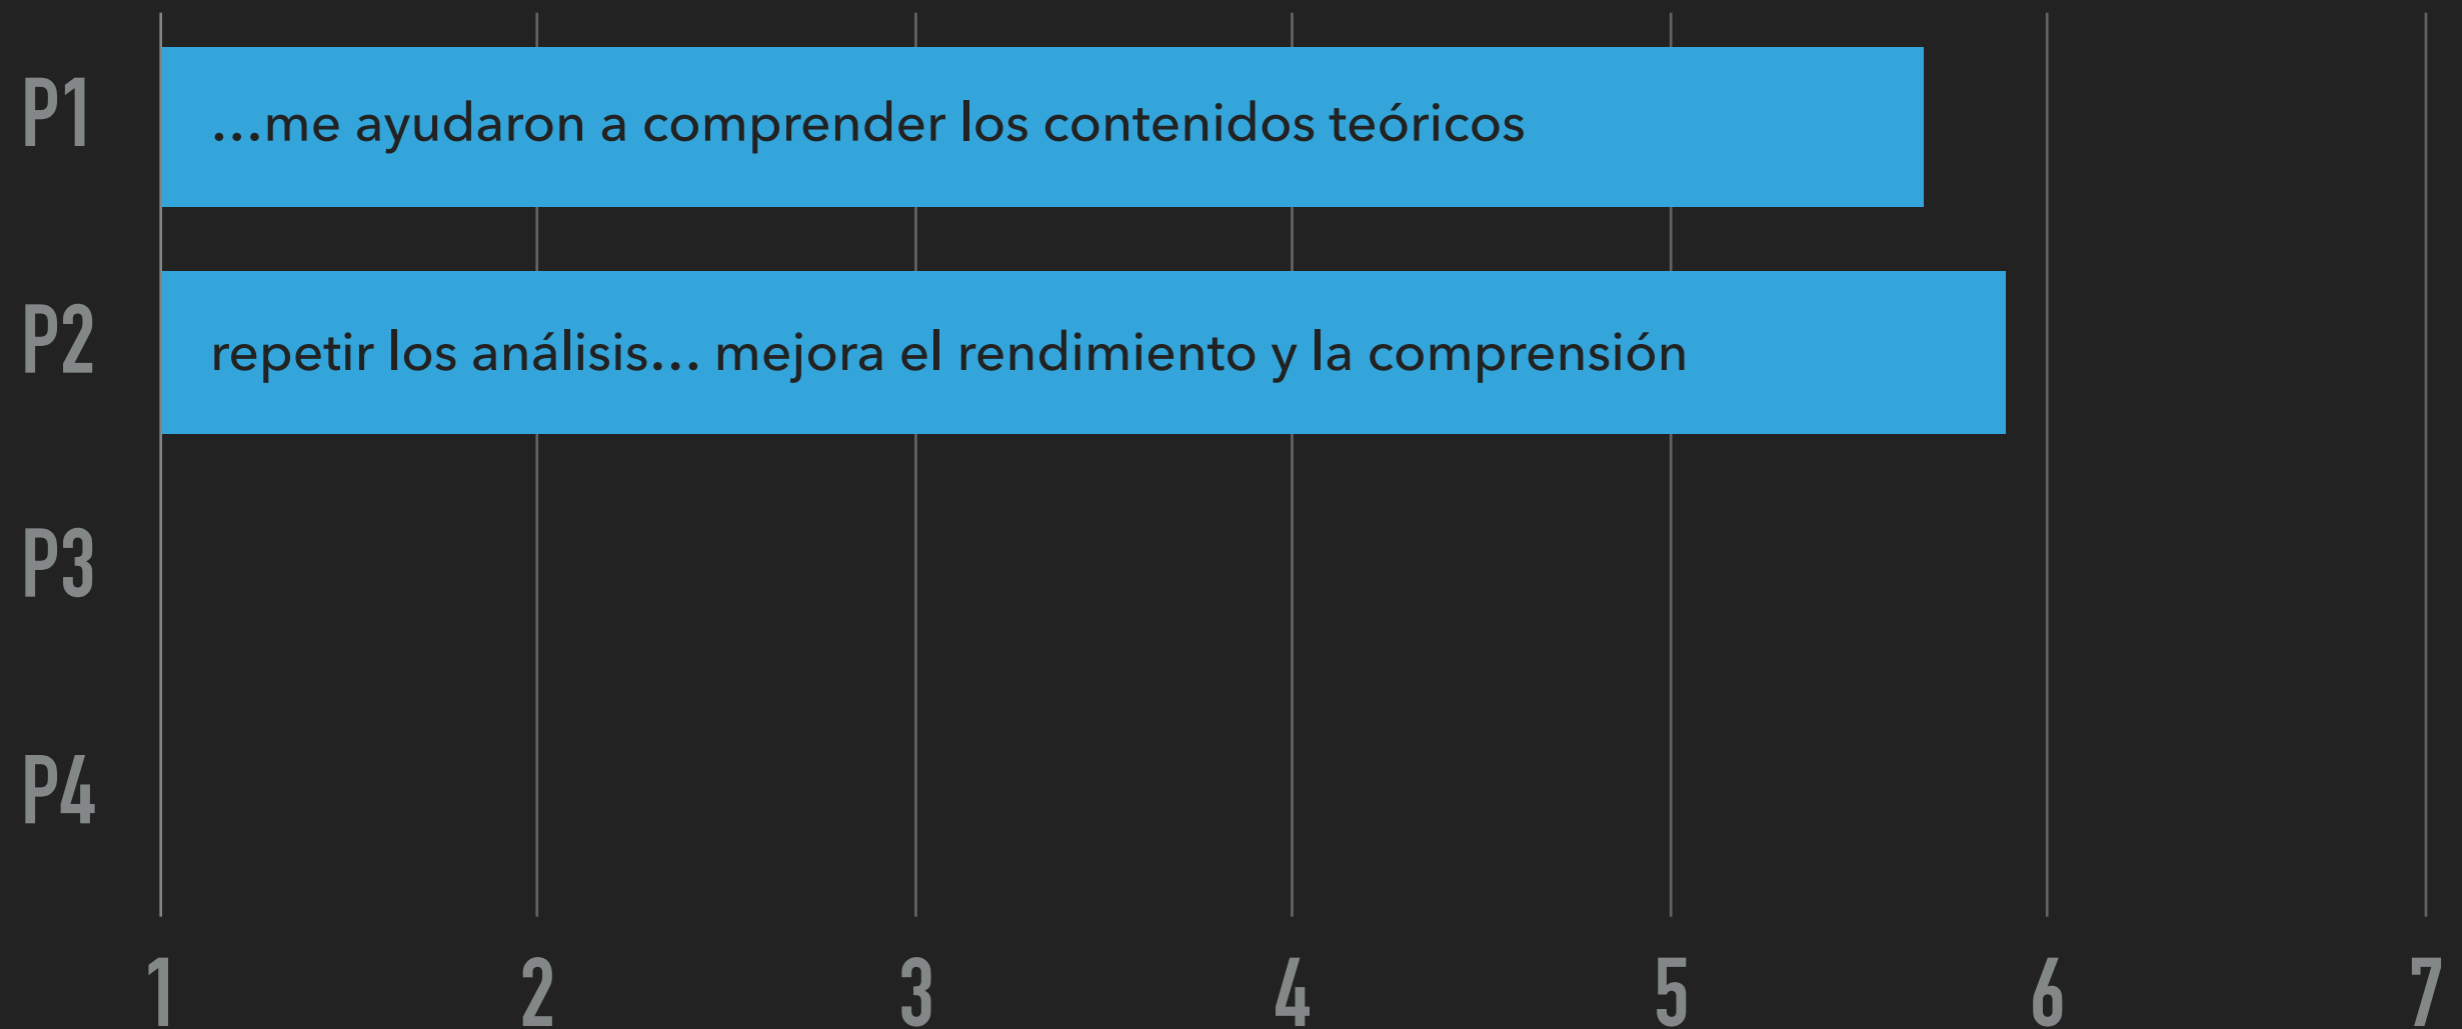 P1
…me ayudaron a comprender los contenidos teóricos
P2
repetir los análisis… mejora el rendimiento y la comprensión
P3
P4
1 2 3 4 5 6 7